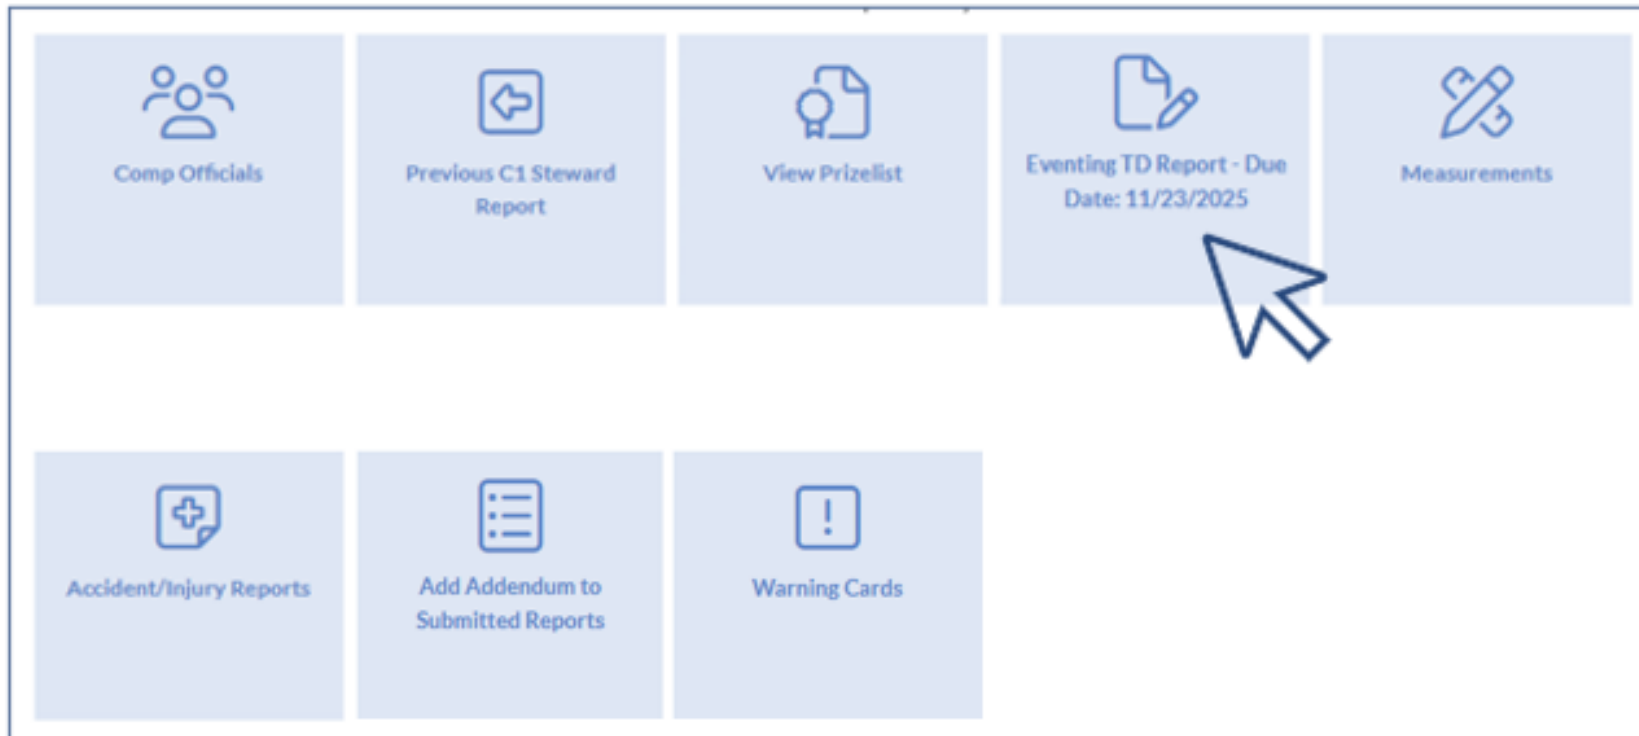 Comp Officials
Previous C1 Steward
Report
View Prizelist
Eventing TD Report - Due
Date: 11/23/2025
Measurements
Accident/Injury Reports
Add Addendum to
Submitted Reports
Warning Cards